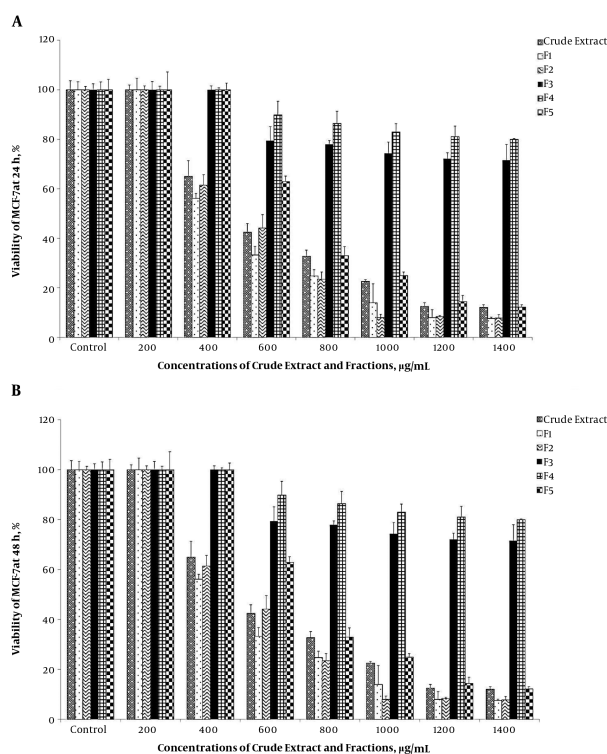 A
120
100
80
60
40
20
0
Viability of MCF-7at 24 h, %
Control 200 400 600 800 1000 1200 1400
Concentrations of Crude Extract and Fractions, µg/mL
Crude Extract
F1
F2
F3
F4
F5
B
120
100
80
60
40
20
0
Viability of MCF-7at 48 h, %
Control 200 400 600 800 1000 1200 1400
Concentrations of Crude Extract and Fractions, µg/mL
Crude Extract
F1
F2
F3
F4
F5